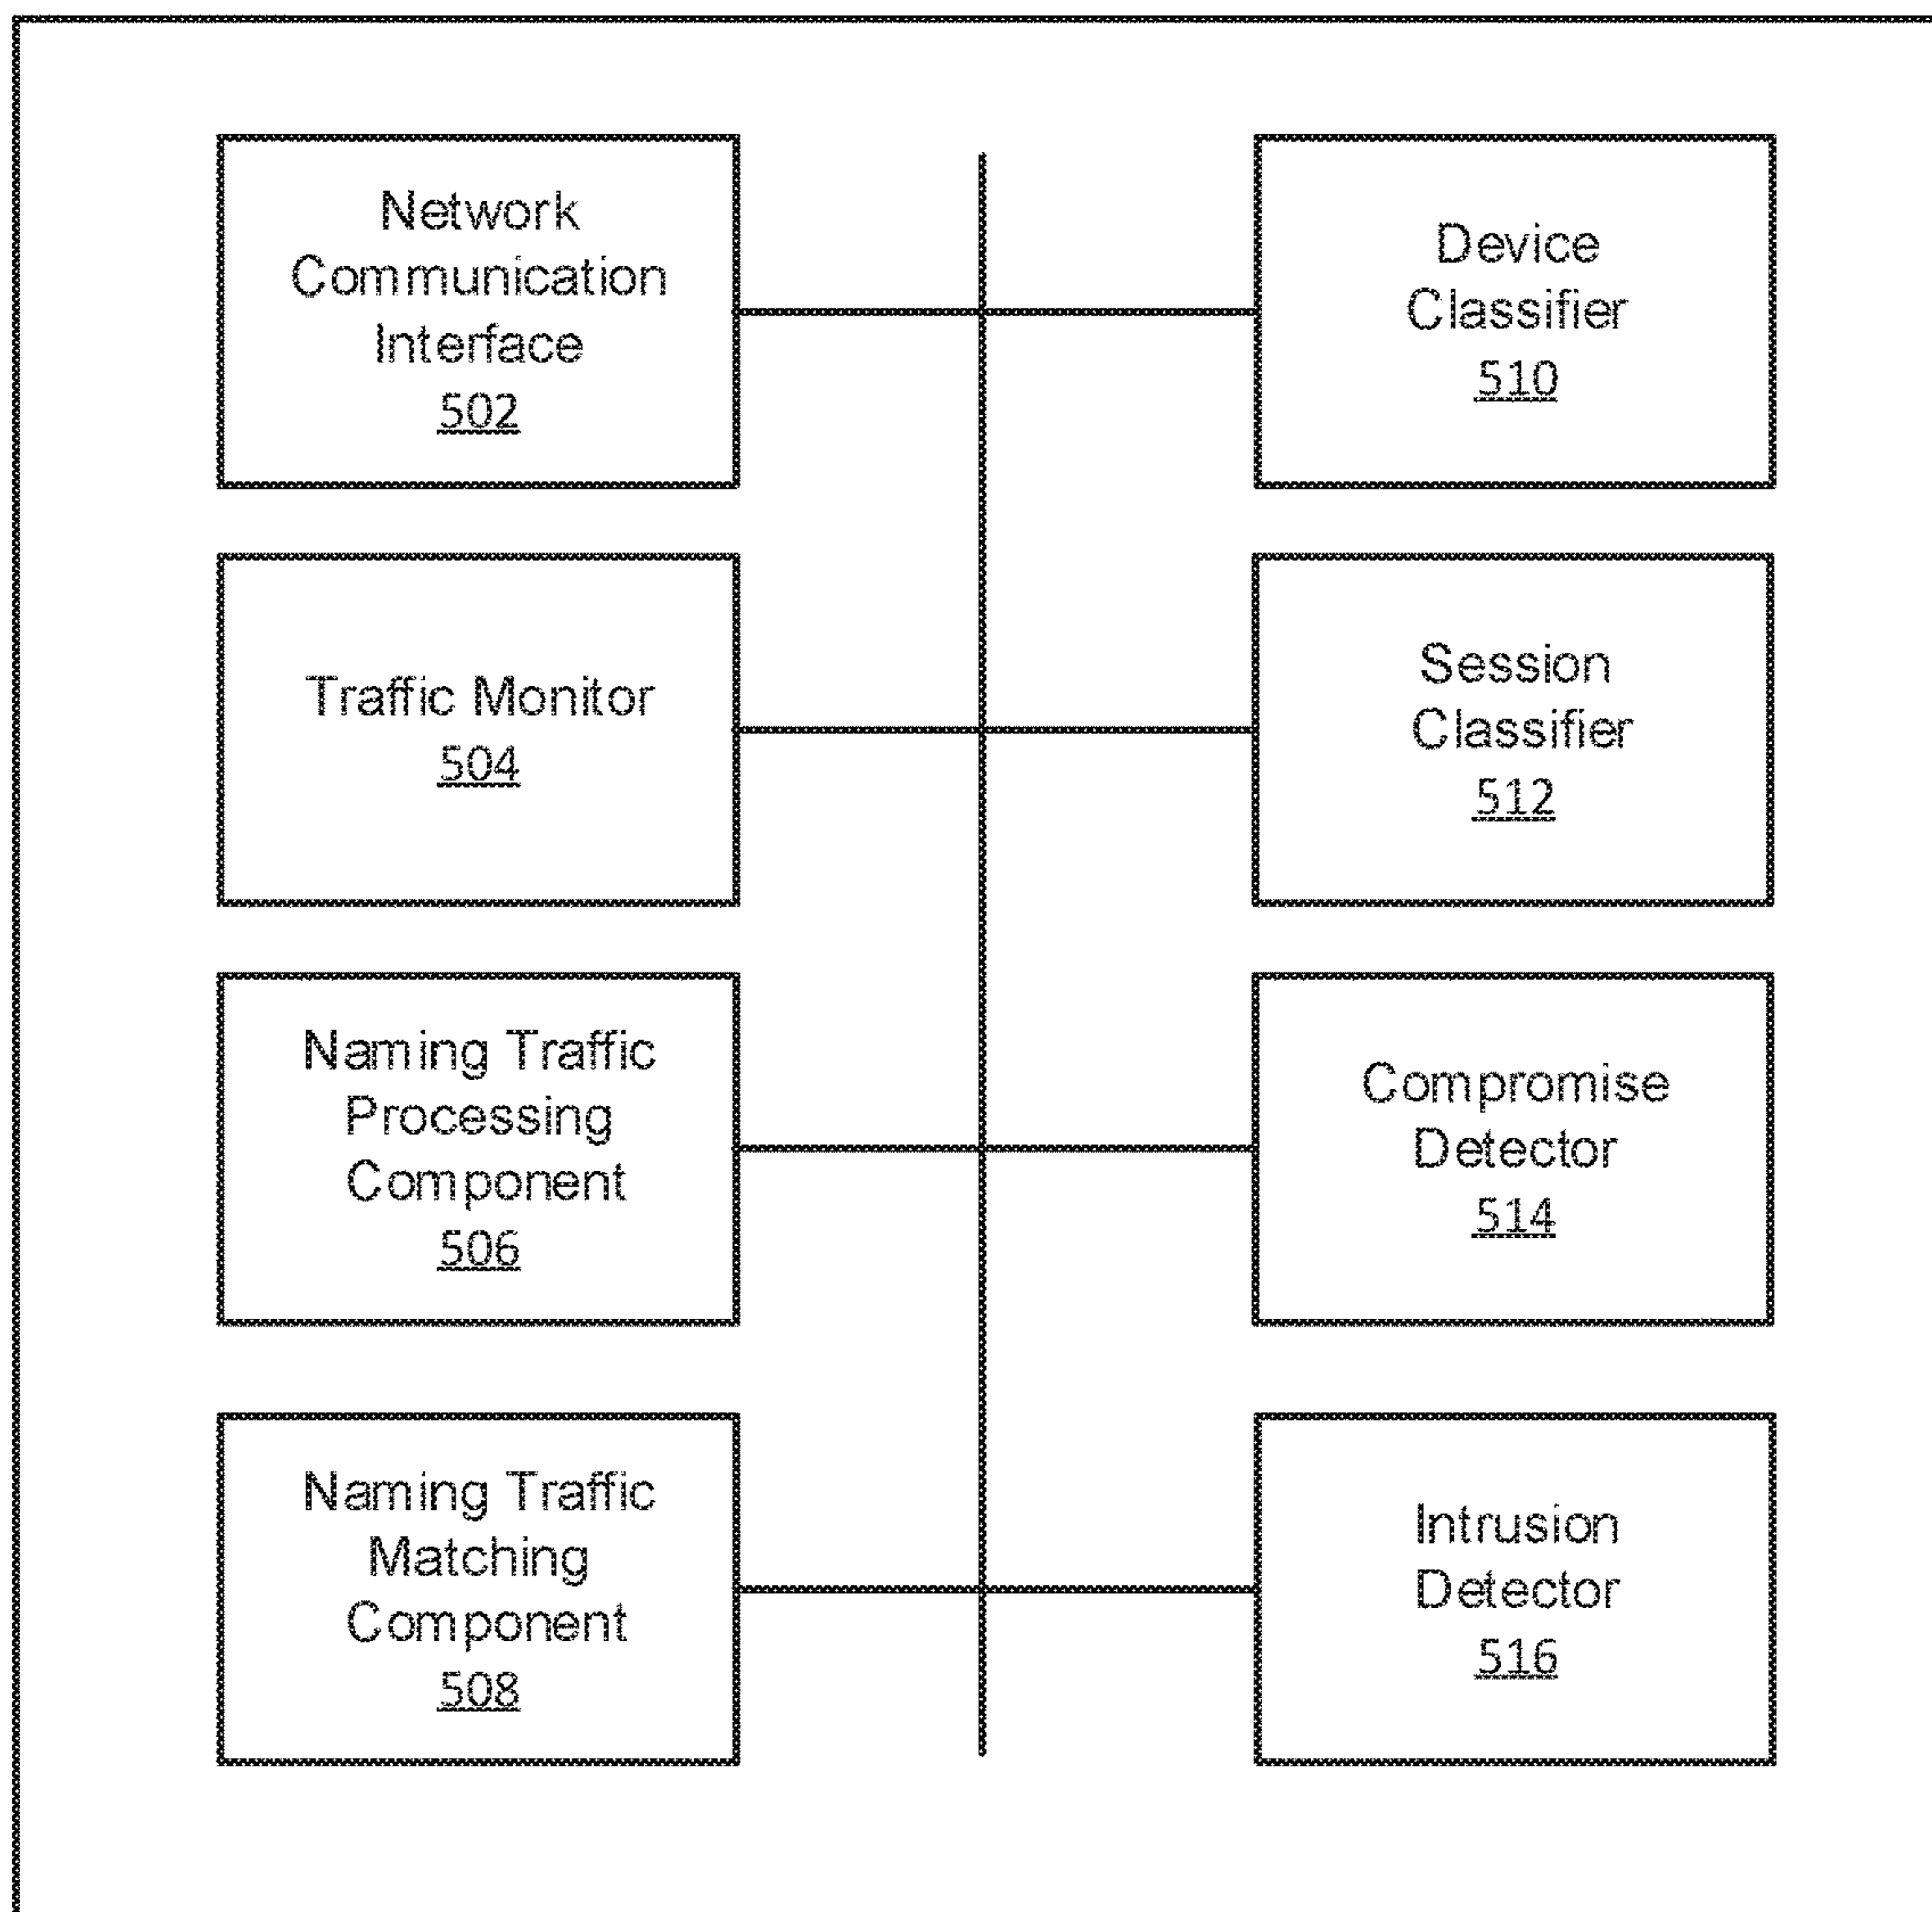 Network
Communication
Interface
502
Device
Classifier
510
Traffic Monitor
504
Session
Classifier
512
Naming Traffic
Processing
Component
506
Compromise
Detector
514
Naming Traffic
Matching
Component
508
Intrusion
Detector
516